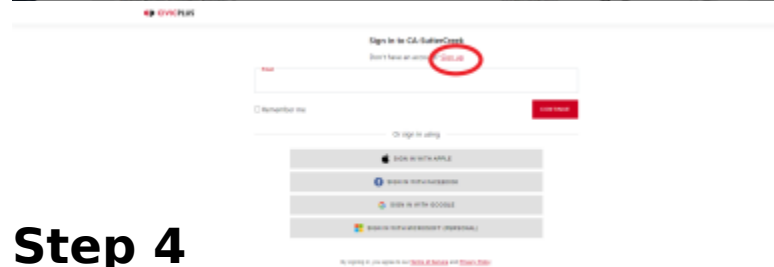 CIVICPLUS
Sign in to CA-SutterCreek
Don't have an account? Sign up
Email
Remember me
CONTINUE
Or sign in using
SIGN IN WITH APPLE
SIGN IN WITH FACEBOOK
SIGN IN WITH GOOGLE
SIGN IN WITH MICROSOFT (PERSONAL)
By signing in, you agree to our Terms of Service and Privacy Policy
Step 4